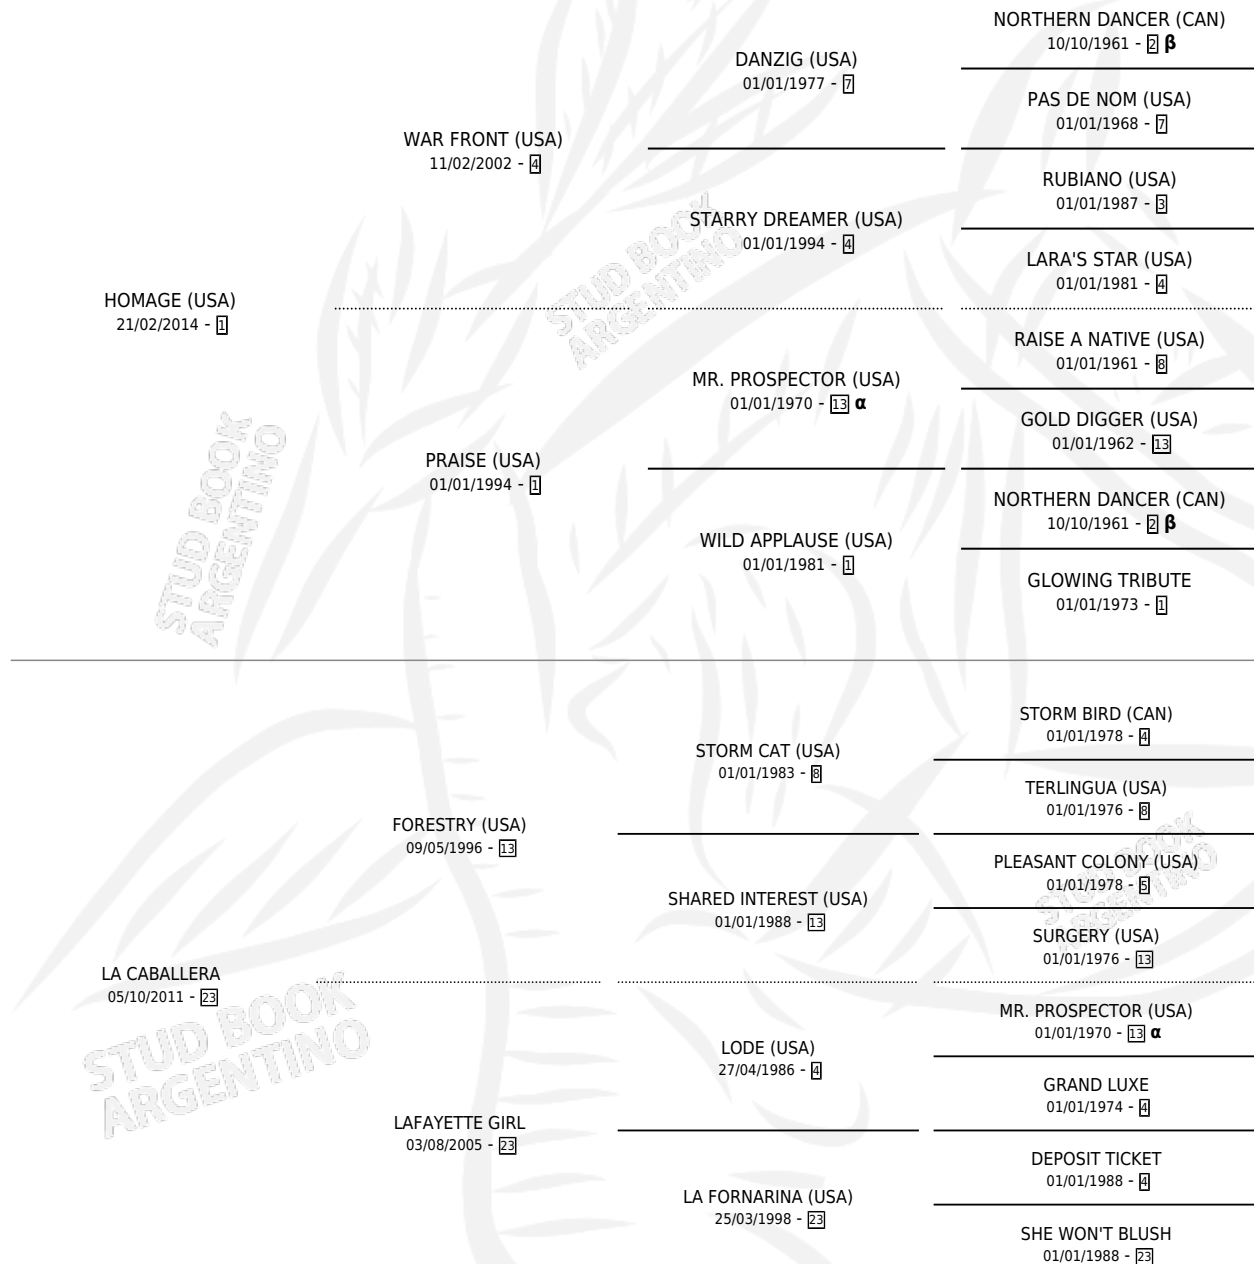 NORTHERN DANCER (CAN)
10/10/1961 - 2 β
DANZIG (USA)
01/01/1977 - 7
PAS DE NOM (USA)
01/01/1968 - 7
WAR FRONT (USA)
11/02/2002 - 4
RUBIANO (USA)
01/01/1987 - 3
STARRY DREAMER (USA)
01/01/1994 - 4
LARA'S STAR (USA)
01/01/1981 - 4
STUD BOOK
ARGENTINO
HOMAGE (USA)
21/02/2014 - 1
RAISE A NATIVE (USA)
01/01/1961 - 8
MR. PROSPECTOR (USA)
01/01/1970 - 13 α
GOLD DIGGER (USA)
01/01/1962 - 13
PRAISE (USA)
01/01/1994 - 1
NORTHERN DANCER (CAN)
10/10/1961 - 2 β
WILD APPLAUSE (USA)
01/01/1981 - 1
GLOWING TRIBUTE
01/01/1973 - 1
STUD BOOK
ARGENTINO
STORM BIRD (CAN)
01/01/1978 - 4
STORM CAT (USA)
01/01/1983 - 8
TERLINGUA (USA)
01/01/1976 - 8
FORESTRY (USA)
09/05/1996 - 13
PLEASANT COLONY (USA)
01/01/1978 - 5
SHARED INTEREST (USA)
01/01/1988 - 13
SURGERY (USA)
01/01/1976 - 13
STUD BOOK
ARGENTINO
LA CABALLERA
05/10/2011 - 23
MR. PROSPECTOR (USA)
01/01/1970 - 13 α
LODE (USA)
27/04/1986 - 4
GRAND LUXE
01/01/1974 - 4
STUD BOOK
ARGENTINO
LAFAYETTE GIRL
03/08/2005 - 23
DEPOSIT TICKET
01/01/1988 - 4
LA FORNARINA (USA)
25/03/1998 - 23
SHE WON'T BLUSH
01/01/1988 - 23